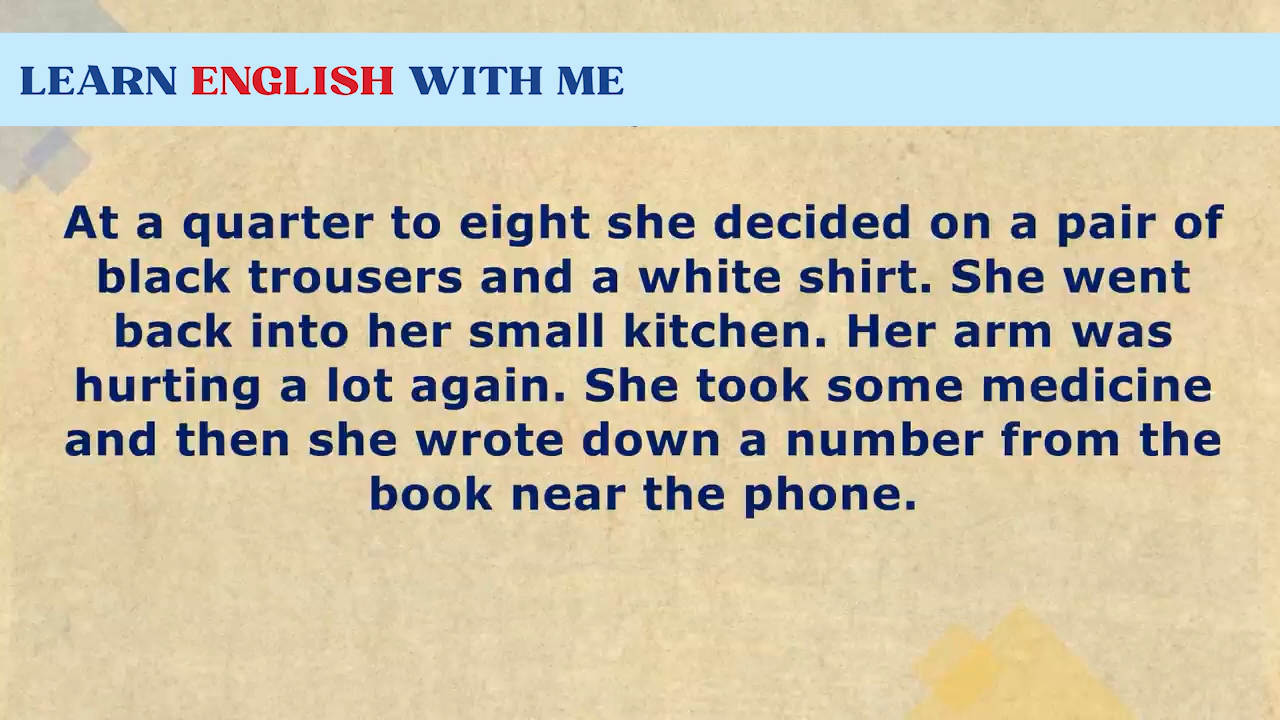 LEARN ENGLISH WITH ME
At a quarter to eight she decided on a pair of
black trousers and a white shirt. She went
back into her small kitchen. Her arm was
hurting a lot again. She took some medicine
and then she wrote down a number from the
book near the phone.